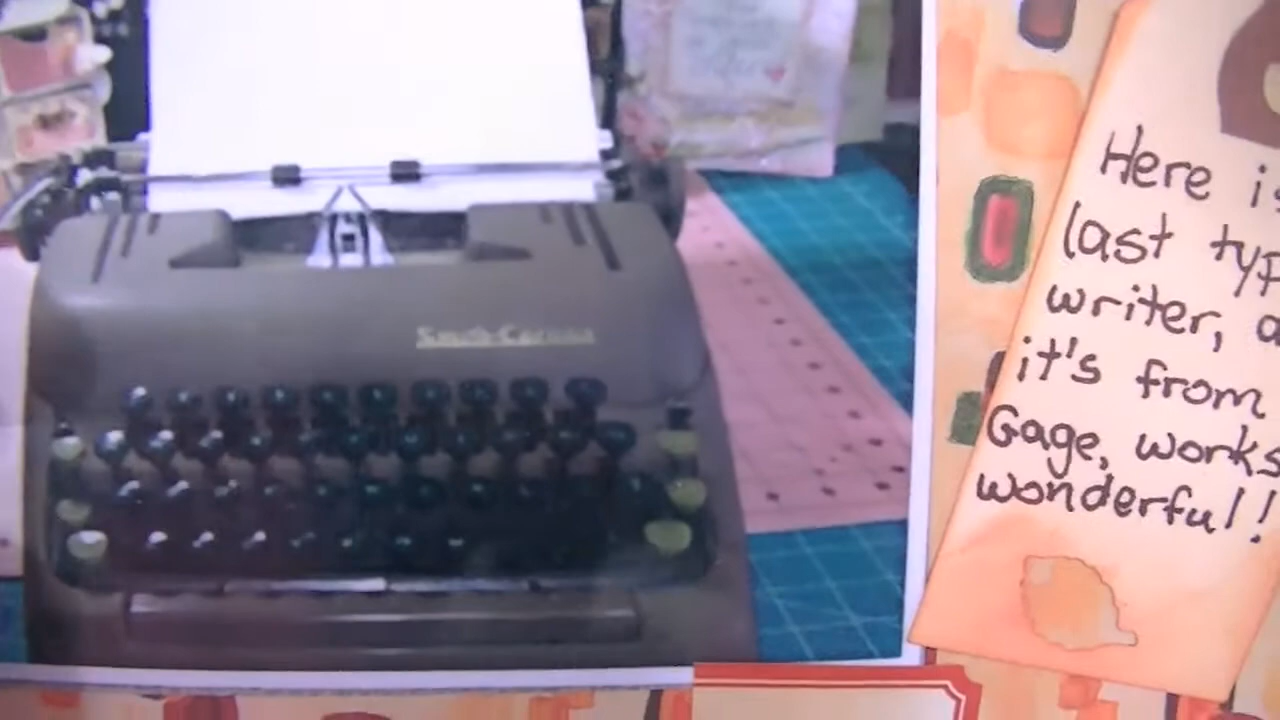 Smith-Corona
Here is
last typ
writer, a
it's from
Gage, works
wonderful!!